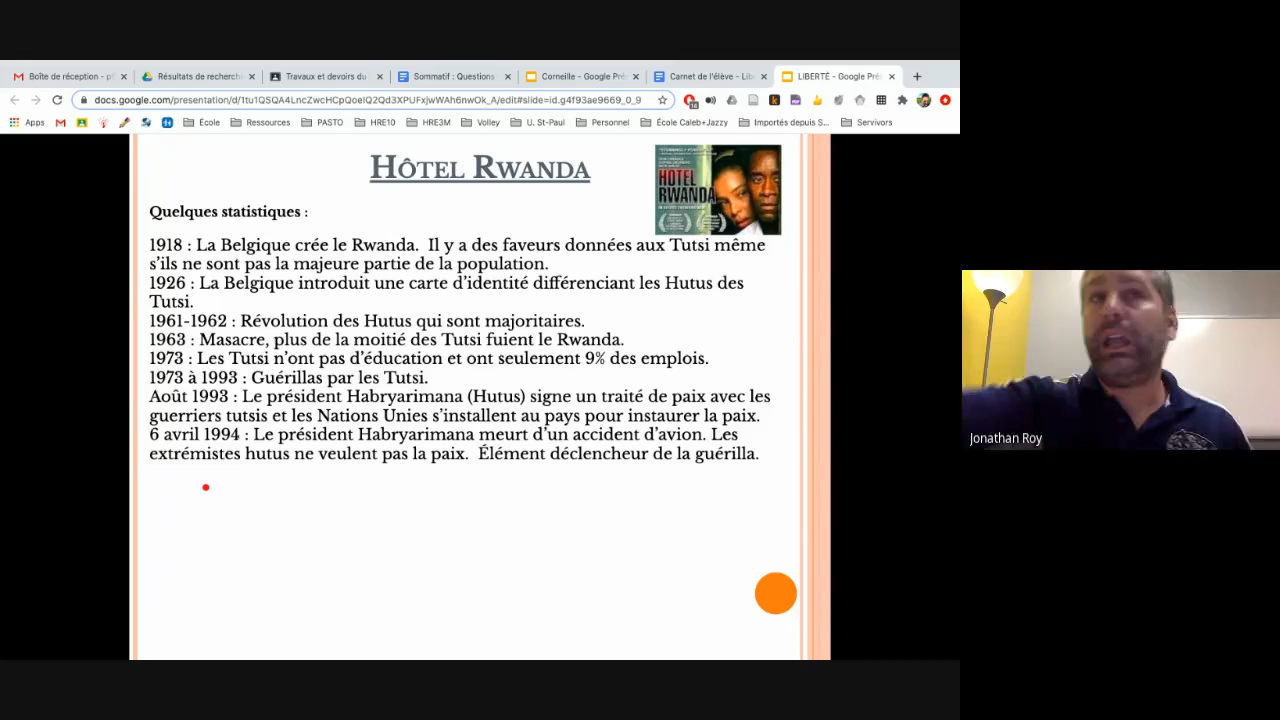 Boîte de réception - p
Résultats de recherch
Travaux et devoirs du
Sommatif : Questions
Corneille - Google Pré
Carnet de l'élève - Lib
LIBERTÉ - Google Pré
docs.google.com/presentation/d/1tu1QSQA4LncZwcHCpQoelQ2Qd3XPUFxjwWAh6nwOk_A/edit#slide=id.g4f93ae9669_0_9
Apps
École
Ressources
PASTO
HRE10
HRE3M
Volley
U. St-Paul
Personnel
École Caleb+Jazzy
Importés depuis S...
Servivors
HÔTEL RWANDA
HOTEL
RWANDA
Quelques statistiques :
1918 : La Belgique crée le Rwanda. Il y a des faveurs données aux Tutsi même
s'ils ne sont pas la majeure partie de la population.
1926 : La Belgique introduit une carte d'identité différenciant les Hutus des
Tutsi.
1961-1962 : Révolution des Hutus qui sont majoritaires.
1963 : Masacre, plus de la moitié des Tutsi fuient le Rwanda.
1973 : Les Tutsi n'ont pas d'éducation et ont seulement 9% des emplois.
1973 à 1993 : Guérillas par les Tutsi.
Août 1993 : Le président Habryarimana (Hutus) signe un traité de paix avec les
guerriers tutsis et les Nations Unies s'installent au pays pour instaurer la paix.
6 avril 1994 : Le président Habryarimana meurt d'un accident d'avion. Les
extrémistes hutus ne veulent pas la paix. Élément déclencheur de la guérilla.
Jonathan Roy